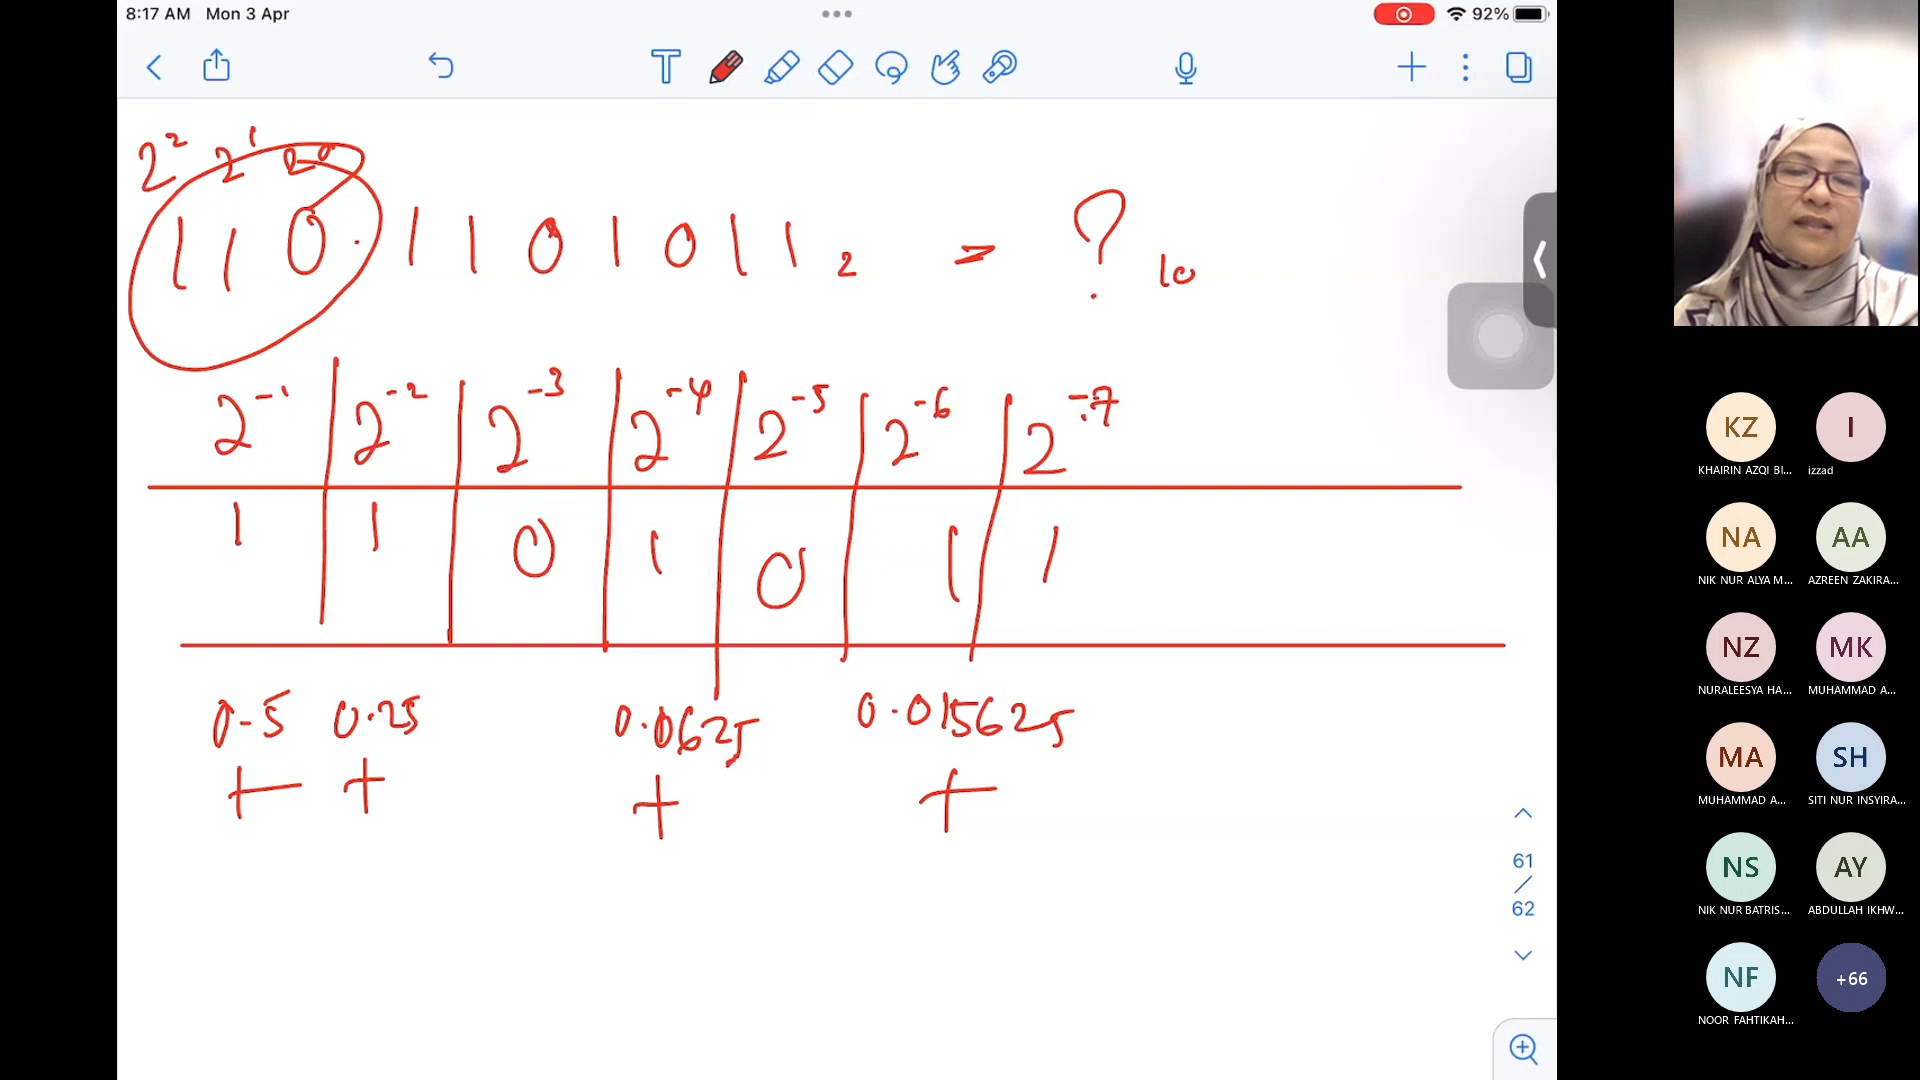 8:17 AM Mon 3 Apr
92%
T
2² 2¹ 2⁰
110.1101011₂ = ?₁₀
2⁻¹ 2⁻² 2⁻³ 2⁻⁴ 2⁻⁵ 2⁻⁶ 2⁻⁷
1 1 0 1 0 1 1
0.5 0.25 0.0625 0.015625
+ + + +
61
/
62
KZ
KHAIRIN AZQI BI...
I
izzad
NA
NIK NUR ALYA M...
AA
AZREEN ZAKIRA...
NZ
NURALEESYA HA...
MK
MUHAMMAD A...
MA
MUHAMMAD A...
SH
SITI NUR INSYIRA...
NS
NIK NUR BATRIS...
AY
ABDULLAH IKHW...
NF
NOOR FAHTIKAH...
+66